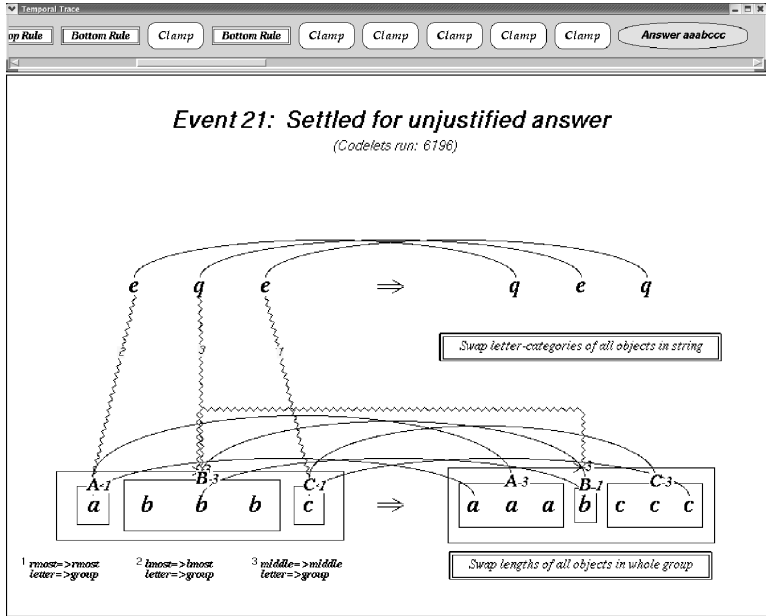 Temporal Trace
op Rule Bottom Rule Clamp Bottom Rule Clamp Clamp Clamp Clamp Clamp Answer aaabccc
Event 21: Settled for unjustified answer
(Codelets run: 6196)
e q e ⇒ q e q
2 3 1
Swap letter-categories of all objects in string
A-1 B-3 C-1 A-3 B-1 C-3
a b b b c ⇒ a a a b c c c
1 rmost=>rmost 2 lmost=>lmost 3 middle=>middle
letter=>group letter=>group letter=>group
Swap lengths of all objects in whole group